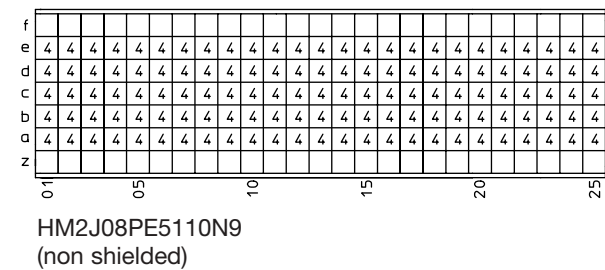 f
e 4 4 4 4 4 4 4 4 4 4 4 4 4 4 4 4 4 4 4 4 4 4 4 4 4
d 4 4 4 4 4 4 4 4 4 4 4 4 4 4 4 4 4 4 4 4 4 4 4 4 4
c 4 4 4 4 4 4 4 4 4 4 4 4 4 4 4 4 4 4 4 4 4 4 4 4 4
b 4 4 4 4 4 4 4 4 4 4 4 4 4 4 4 4 4 4 4 4 4 4 4 4 4
a 4 4 4 4 4 4 4 4 4 4 4 4 4 4 4 4 4 4 4 4 4 4 4 4 4
z
01 05 10 15 20 25
HM2J08PE5110N9
(non shielded)